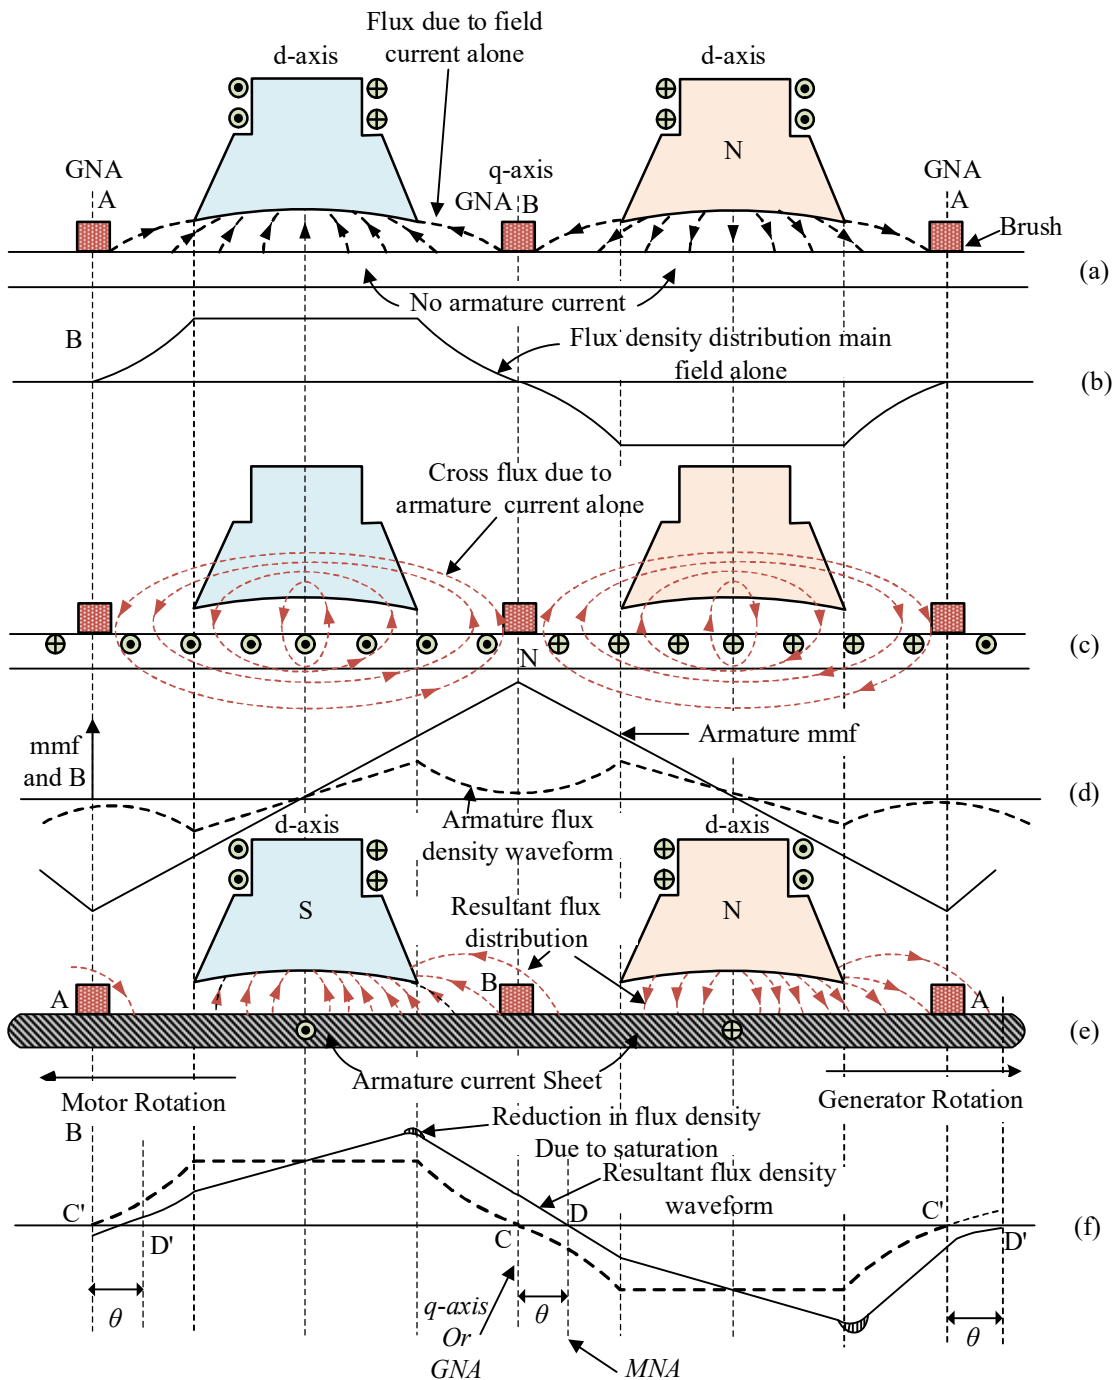 Flux due to field
current alone
d-axis
d-axis
N
GNA
A
q-axis
GNA B
GNA
A
Brush
(a)
No armature current
B
Flux density distribution main
field alone
(b)
Cross flux due to
armature current alone
N
(c)
mmf
and B
Armature mmf
(d)
Armature flux
density waveform
d-axis
d-axis
S
N
Resultant flux
distribution
A
B
A
(e)
Armature current Sheet
Motor Rotation
Generator Rotation
B
Reduction in flux density
Due to saturation
Resultant flux density
waveform
C'
D'
C
D
C'
D'
(f)
θ
θ
θ
q-axis
Or
GNA
MNA